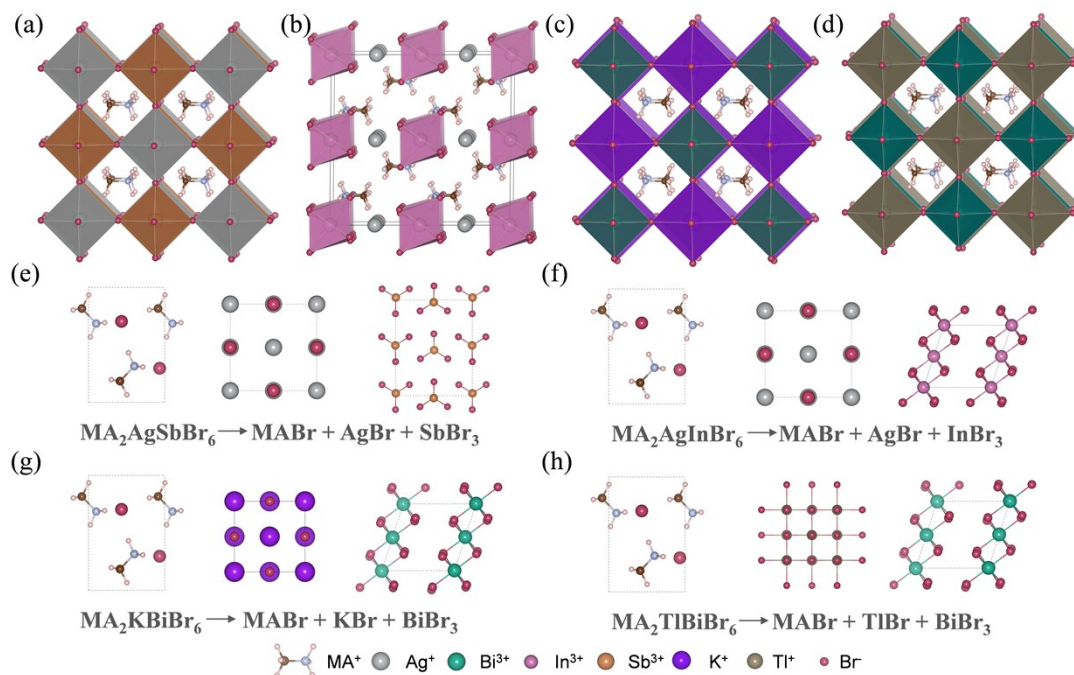 (a)
(b)
(c)
(d)
(e)
MA₂AgSbBr₆ → MABr + AgBr + SbBr₃
(f)
MA₂AgInBr₆ → MABr + AgBr + InBr₃
(g)
MA₂KBiBr₆ → MABr + KBr + BiBr₃
(h)
MA₂TlBiBr₆ → MABr + TlBr + BiBr₃
MA⁺ Ag⁺ Bi³⁺ In³⁺ Sb³⁺ K⁺ Tl⁺ Br⁻